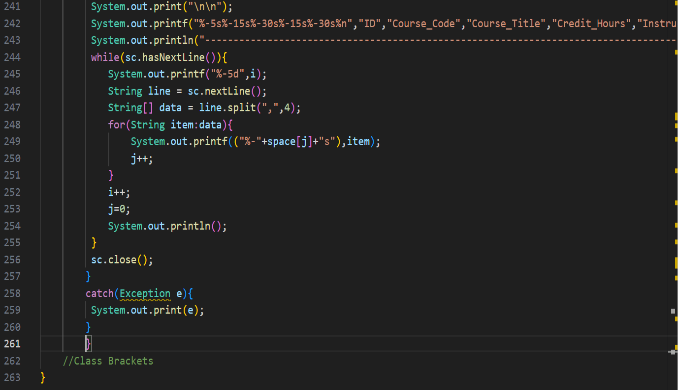 241 System.out.print("\n\n");
242 System.out.printf("%-5s%-15s%-30s%-15s%-30s%n","ID","Course_Code","Course_Title","Credit_Hours","Instru
243 System.out.println("--------------------------------------------------------------------------------
244 while(sc.hasNextLine()){
245 System.out.printf("%-5d",i);
246 String line = sc.nextLine();
247 String[] data = line.split(",",4);
248 for(String item:data){
249 System.out.printf(("%-"+space[j]+"s"),item);
250 j++;
251 }
252 i++;
253 j=0;
254 System.out.println();
255 }
256 sc.close();
257 }
258 catch(Exception e){
259 System.out.print(e);
260 }
261 }
262 //Class Brackets
263 }